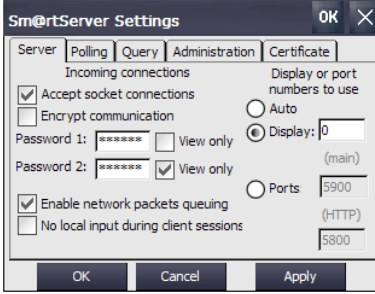 Sm@rtServer Settings OK
Server Polling Query Administration Certificate
Incoming connections
Accept socket connections
Encrypt communication
Password 1: ****** View only
Password 2: ****** View only
Enable network packets queuing
No local input during client sessions
Display or port
numbers to use
Auto
Display: 0
(main)
Ports 5900
(HTTP)
5800
OK Cancel Apply